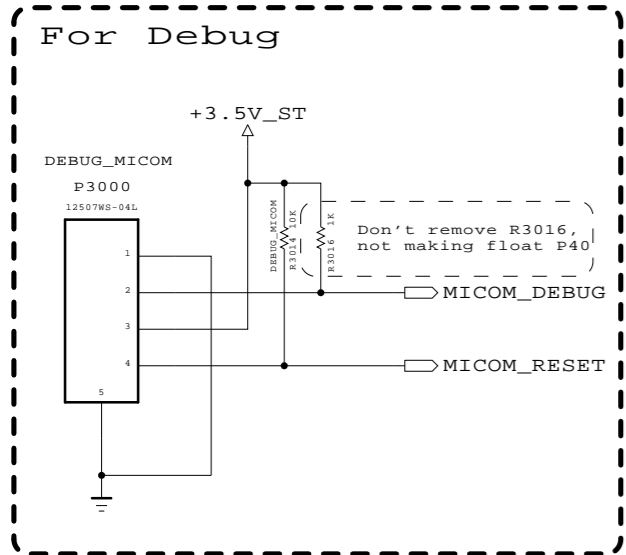 For Debug
+3.5V_ST
DEBUG_MICOM
P3000
12507WS-04L
DEBUG_MICOM
R3014 10K
R3016 1K
Don't remove R3016,
not making float P40
1
2
MICOM_DEBUG
3
4
MICOM_RESET
5